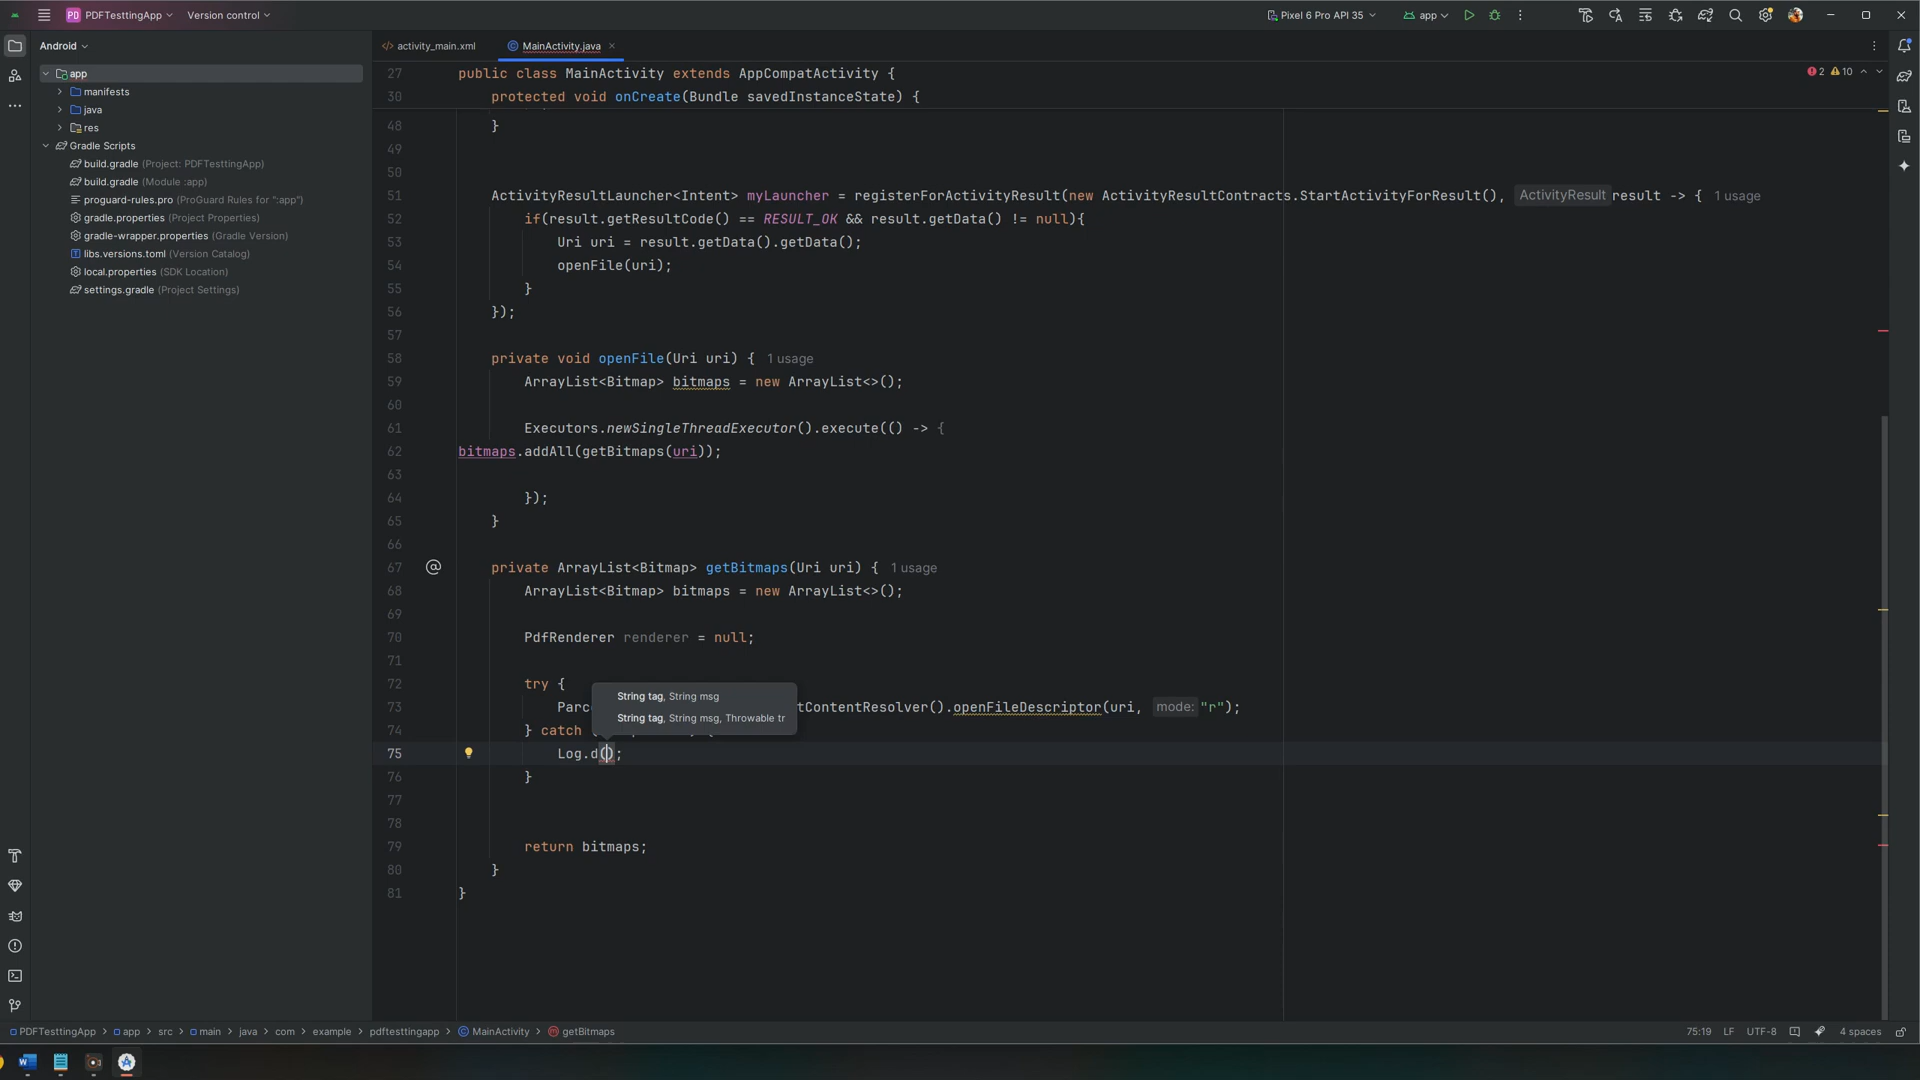 PD PDFTesttingApp Version control Pixel 6 Pro API 35 app
Android activity_main.xml MainActivity.java
app
manifests
java
res
Gradle Scripts
build.gradle (Project: PDFTesttingApp)
build.gradle (Module :app)
proguard-rules.pro (ProGuard Rules for ":app")
gradle.properties (Project Properties)
gradle-wrapper.properties (Gradle Version)
libs.versions.toml (Version Catalog)
local.properties (SDK Location)
settings.gradle (Project Settings)
2 10
27 public class MainActivity extends AppCompatActivity {
30 protected void onCreate(Bundle savedInstanceState) {
48 }
49
50
51 ActivityResultLauncher<Intent> myLauncher = registerForActivityResult(new ActivityResultContracts.StartActivityForResult(), ActivityResult result -> { 1 usage
52 if(result.getResultCode() == RESULT_OK && result.getData() != null){
53 Uri uri = result.getData().getData();
54 openFile(uri);
55 }
56 });
57
58 private void openFile(Uri uri) { 1 usage
59 ArrayList<Bitmap> bitmaps = new ArrayList<>();
60
61 Executors.newSingleThreadExecutor().execute(() -> {
62 bitmaps.addAll(getBitmaps(uri));
63
64 });
65 }
66
67 private ArrayList<Bitmap> getBitmaps(Uri uri) { 1 usage
68 ArrayList<Bitmap> bitmaps = new ArrayList<>();
69
70 PdfRenderer renderer = null;
71
72 try {
String tag, String msg
String tag, String msg, Throwable tr
73 Parce tContentResolver().openFileDescriptor(uri, mode: "r");
74 } catch {
75 Log.d();
76 }
77
78
79 return bitmaps;
80 }
81 }
PDFTesttingApp > app > src > main > java > com > example > pdftesttingapp > MainActivity > getBitmaps 75:19 LF UTF-8 4 spaces